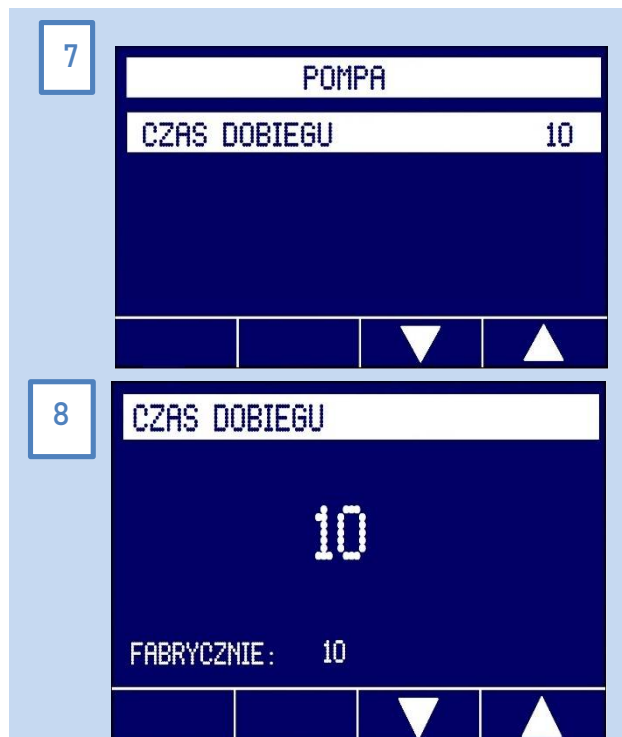 7
POMPA
CZAS DOBIEGU 10
8
CZAS DOBIEGU
10
FABRYCZNIE: 10